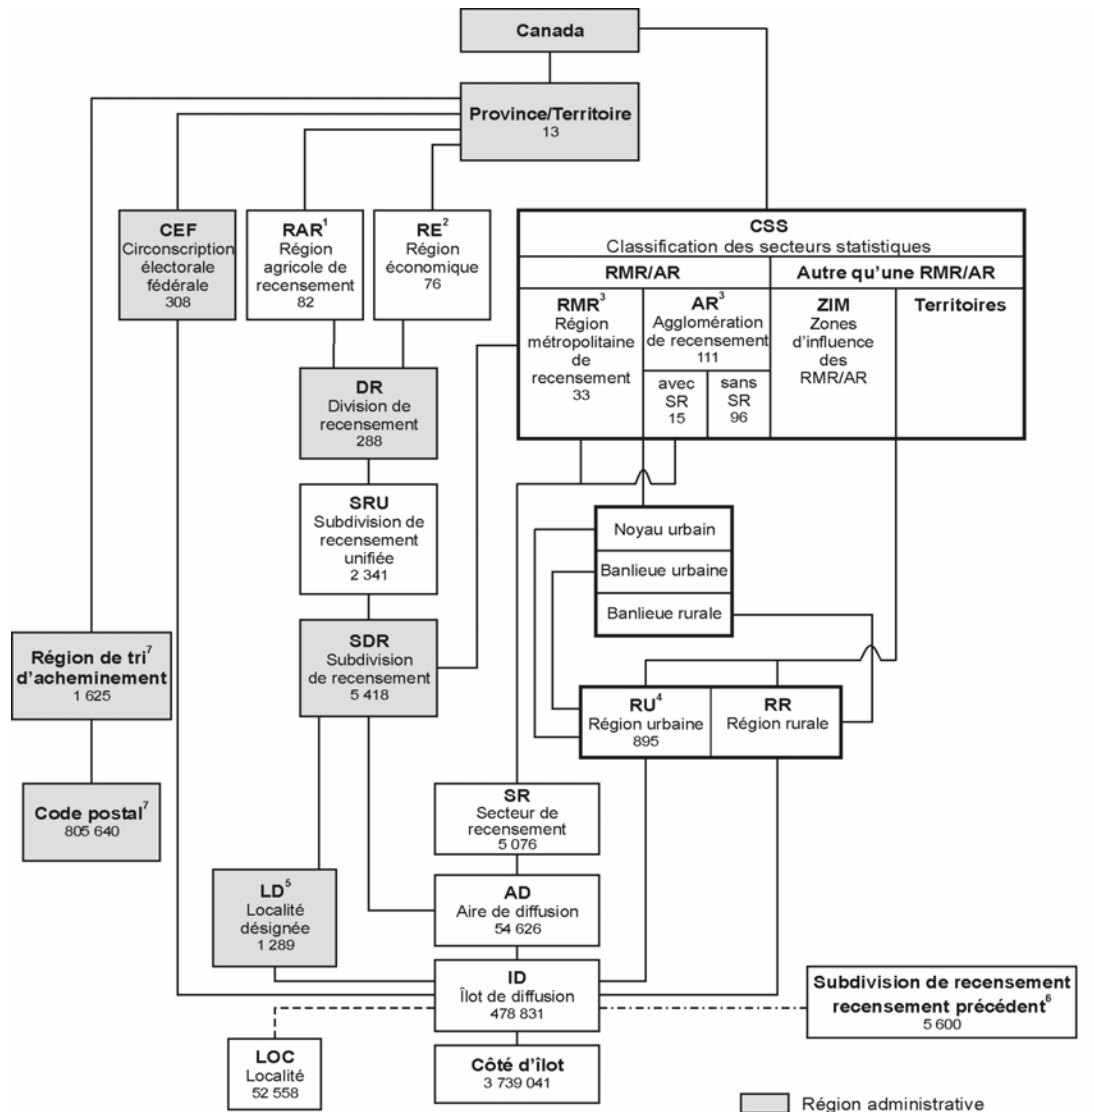 Canada
Province/Territoire
13
CEF
Circonscription
électorale
fédérale
308
RAR1
Région
agricole de
recensement
82
RE2
Région
économique
76
CSS
Classification des secteurs statistiques
RMR/AR
Autre qu'une RMR/AR
RMR3
Région
métropolitaine
de
recensement
33
AR3
Agglomération
de recensement
111
avec
SR
15
sans
SR
96
ZIM
Zones
d'influence
des
RMR/AR
Territoires
DR
Division de
recensement
288
SRU
Subdivision de
recensement
unifiée
2 341
Noyau urbain
Banlieue urbaine
Banlieue rurale
SDR
Subdivision
de recensement
5 418
Région de tri7
d'acheminement
1 625
RU4
Région urbaine
895
RR
Région rurale
Code postal7
805 640
SR
Secteur de
recensement
5 076
LD5
Localité
désignée
1 289
AD
Aire de diffusion
54 626
ID
Îlot de diffusion
478 831
Subdivision de recensement
recensement précédent6
5 600
LOC
Localité
52 558
Côté d'îlot
3 739 041
Région administrative